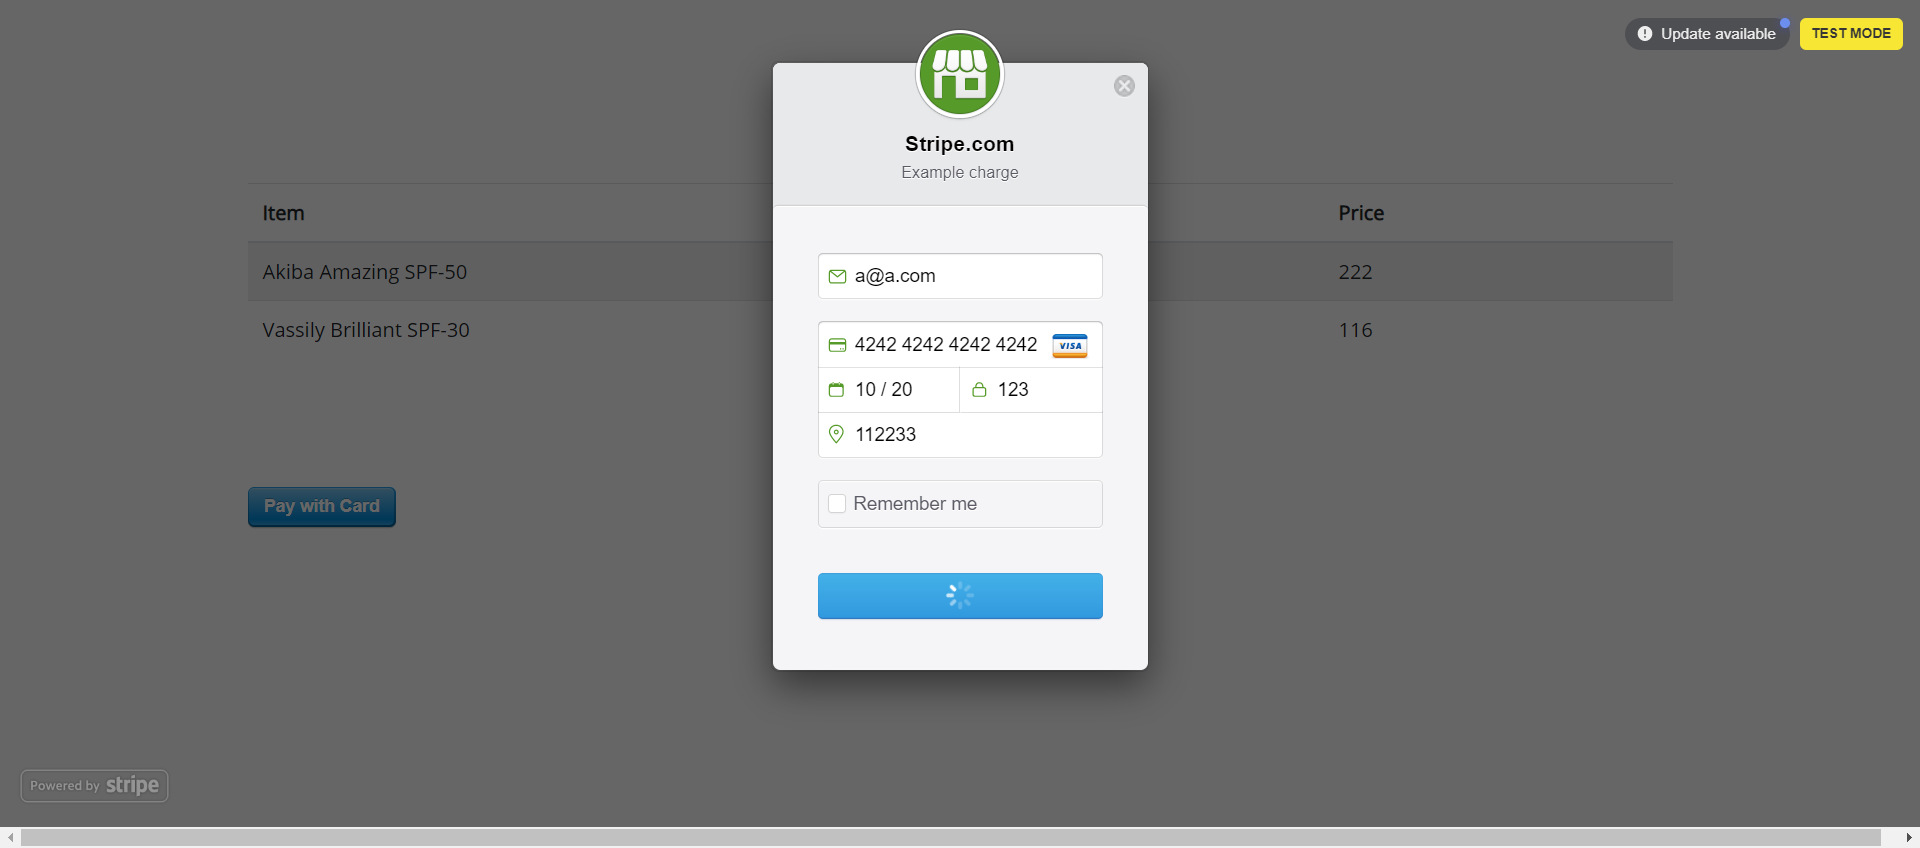 Update available
TEST MODE
Stripe.com
Example charge
Item Price
Akiba Amazing SPF-50 222
Vassily Brilliant SPF-30 116
a@a.com
4242 4242 4242 4242 VISA
10 / 20 123
112233
Remember me
Pay with Card
Powered by stripe